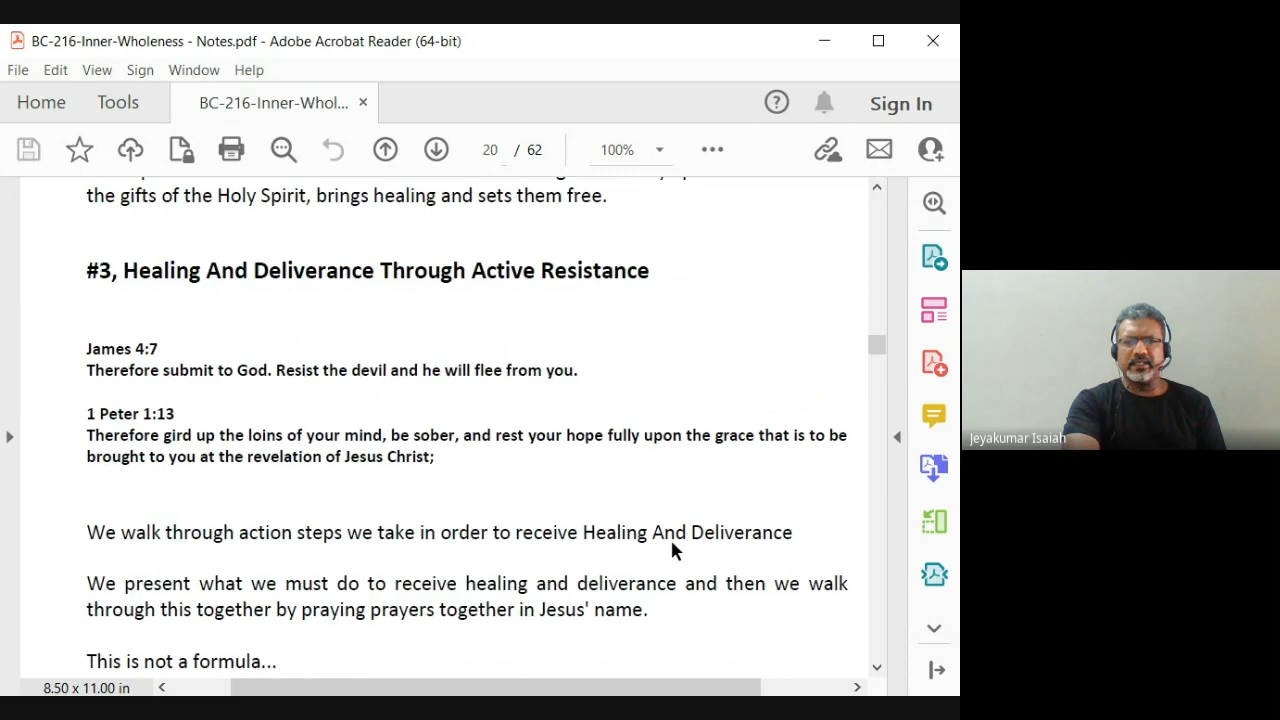 BC-216-Inner-Wholeness - Notes.pdf - Adobe Acrobat Reader (64-bit)
File Edit View Sign Window Help
Home Tools BC-216-Inner-Whol... × Sign In
20 / 62 100%
the gifts of the Holy Spirit, brings healing and sets them free.
#3, Healing And Deliverance Through Active Resistance
James 4:7
Therefore submit to God. Resist the devil and he will flee from you.
1 Peter 1:13
Therefore gird up the loins of your mind, be sober, and rest your hope fully upon the grace that is to be
brought to you at the revelation of Jesus Christ;
We walk through action steps we take in order to receive Healing And Deliverance
We present what we must do to receive healing and deliverance and then we walk
through this together by praying prayers together in Jesus' name.
This is not a formula...
8.50 x 11.00 in
Jeyakumar Isaiah